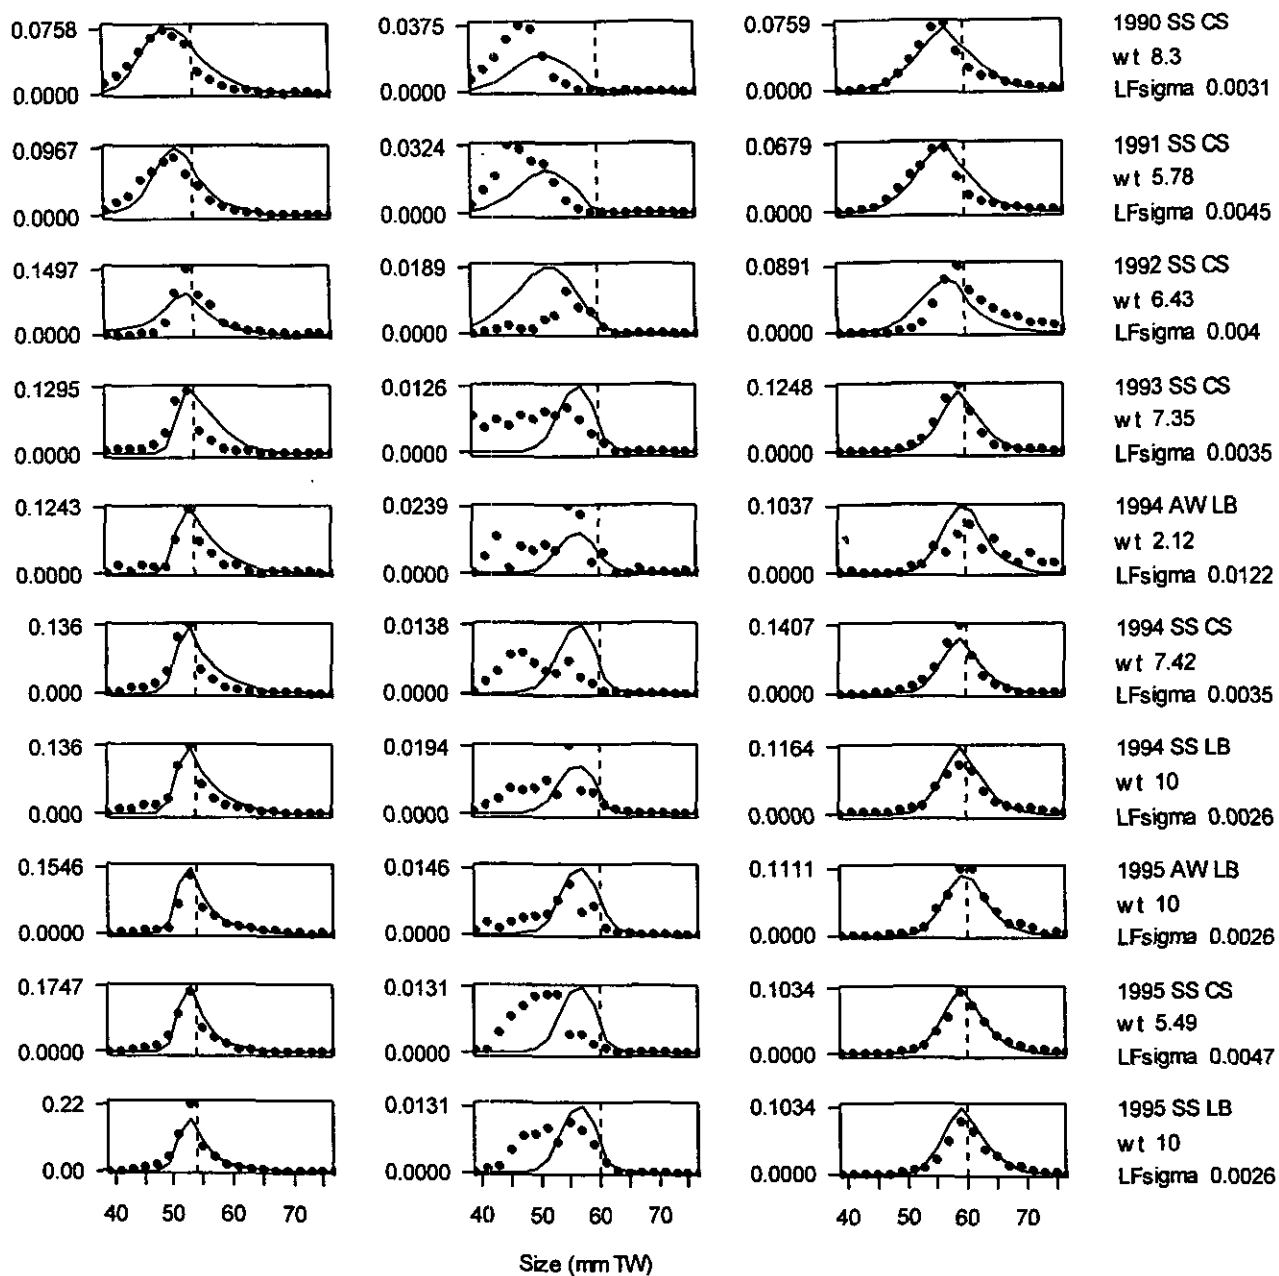 0.0758 0.0375 0.0759 1990 SS CS
wt 8.3
0.0000 0.0000 0.0000 LFsigma 0.0031
0.0967 0.0324 0.0679 1991 SS CS
wt 5.78
0.0000 0.0000 0.0000 LFsigma 0.0045
0.1497 0.0189 0.0891 1992 SS CS
wt 6.43
0.0000 0.0000 0.0000 LFsigma 0.004
0.1295 0.0126 0.1248 1993 SS CS
wt 7.35
0.0000 0.0000 0.0000 LFsigma 0.0035
0.1243 0.0239 0.1037 1994 AW LB
wt 2.12
0.0000 0.0000 0.0000 LFsigma 0.0122
0.136 0.0138 0.1407 1994 SS CS
wt 7.42
0.000 0.0000 0.0000 LFsigma 0.0035
0.136 0.0194 0.1164 1994 SS LB
wt 10
0.000 0.0000 0.0000 LFsigma 0.0026
0.1546 0.0146 0.1111 1995 AW LB
wt 10
0.0000 0.0000 0.0000 LFsigma 0.0026
0.1747 0.0131 0.1034 1995 SS CS
wt 5.49
0.0000 0.0000 0.0000 LFsigma 0.0047
0.22 0.0131 0.1034 1995 SS LB
wt 10
0.00 0.0000 0.0000 LFsigma 0.0026
40 50 60 70 40 50 60 70 40 50 60 70
Size (mm TW)